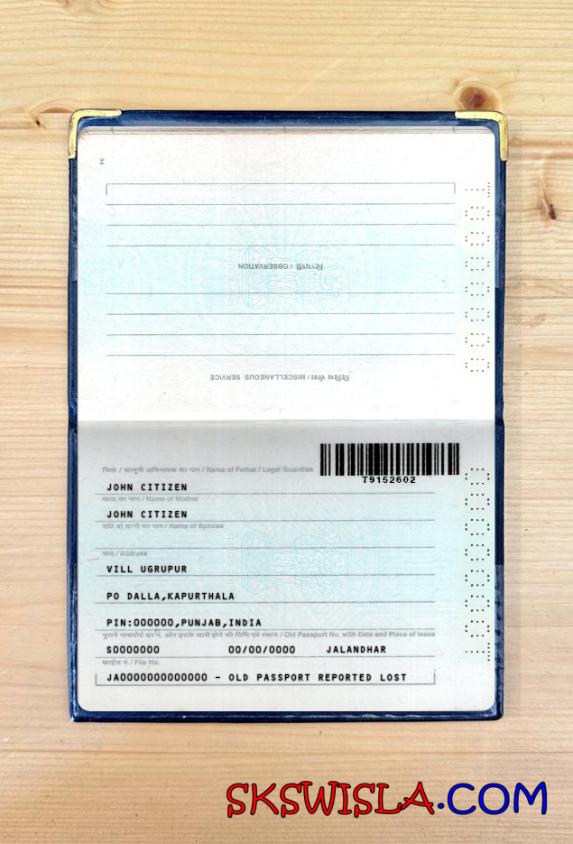 34
टिप्पणी / OBSERVATION
विविध सेवा / MISCELLANEOUS SERVICE
पिता / कानूनी अभिभावक का नाम / Name of Father / Legal Guardian
T9152602
JOHN CITIZEN
माता का नाम / Name of Mother
JOHN CITIZEN
पति या पत्नी का नाम / Name of Spouse
पता / Address
VILL UGRUPUR
PO DALLA,KAPURTHALA
PIN:000000,PUNJAB,INDIA
पुराने पासपोर्ट का नं. और इसके जारी होने की तिथि एवं स्थान / Old Passport No. with Date and Place of Issue
S0000000 00/00/0000 JALANDHAR
फाईल नं. / File No.
JA0000000000000 - OLD PASSPORT REPORTED LOST
SKSWISLA.COM